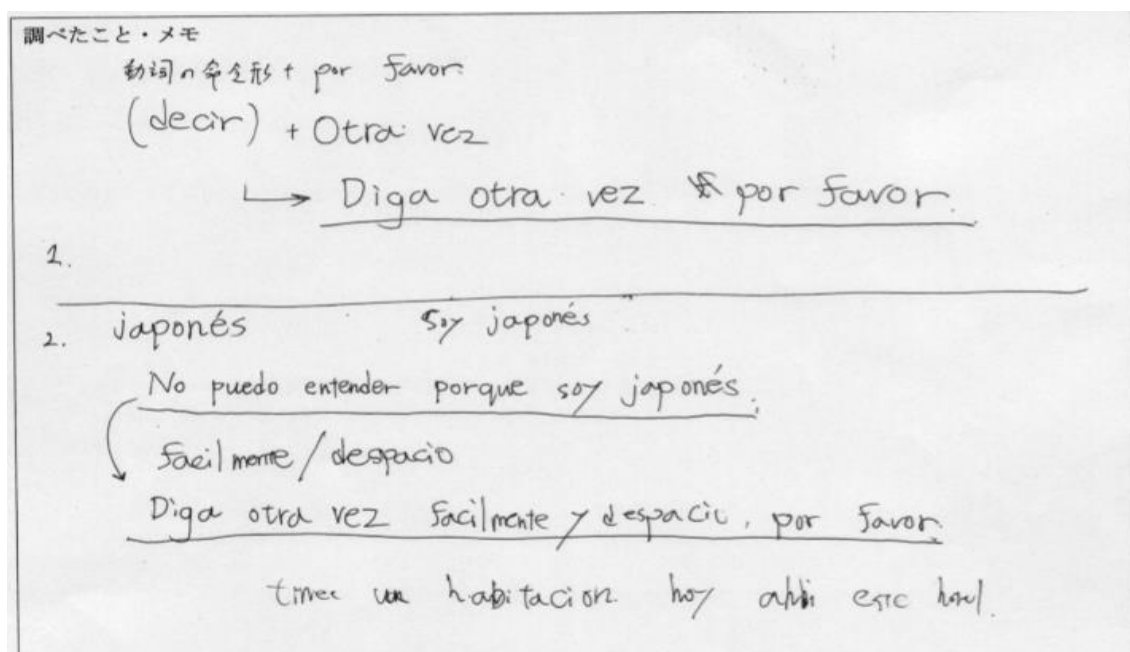 調べたこと・メモ
動詞の命令形 + por favor.
(decir) + Otra vez
→ Diga otra vez por favor.
1.
2. japonés soy japonés
No puedo entender porque soy japonés.
facilmente / despacio
Diga otra vez facilmente y despacio, por favor.
habitacion hoy